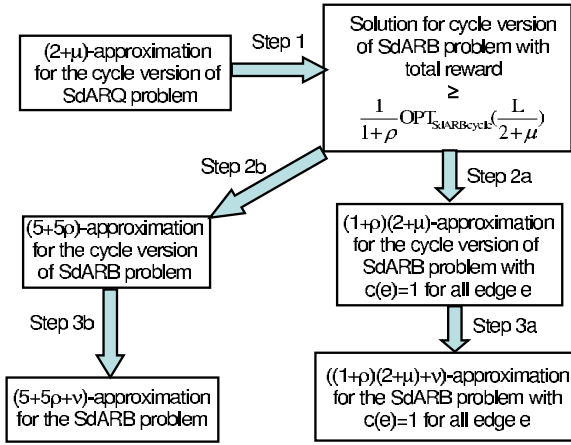 (2+μ)-approximation
for the cycle version of
SdARQ problem
Step 1
Solution for cycle version
of SdARB problem with
total reward
≥
1/(1+ρ) OPT_SdARBcycle(L/(2+μ))
Step 2b
Step 2a
(5+5ρ)-approximation
for the cycle version
of SdARB problem
(1+ρ)(2+μ)-approximation
for the cycle version of
SdARB problem with
c(e)=1 for all edge e
Step 3b
Step 3a
(5+5ρ+ν)-approximation
for the SdARB problem
((1+ρ)(2+μ)+ν)-approximation
for the SdARB problem with
c(e)=1 for all edge e